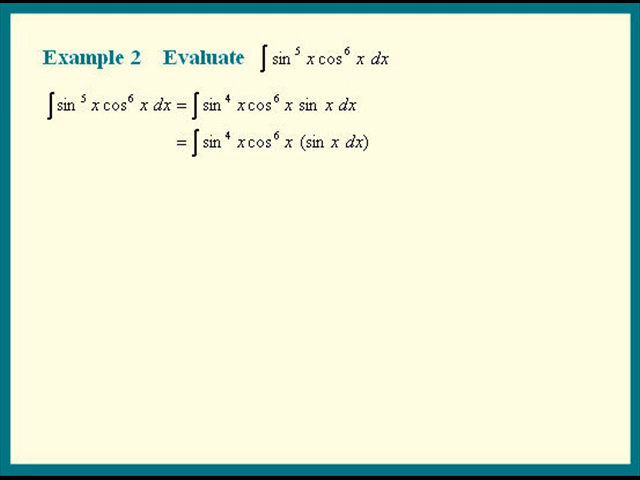 Example 2 Evaluate ∫ sin⁵ x cos⁶ x dx
∫ sin⁵ x cos⁶ x dx = ∫ sin⁴ x cos⁶ x sin x dx
= ∫ sin⁴ x cos⁶ x (sin x dx)